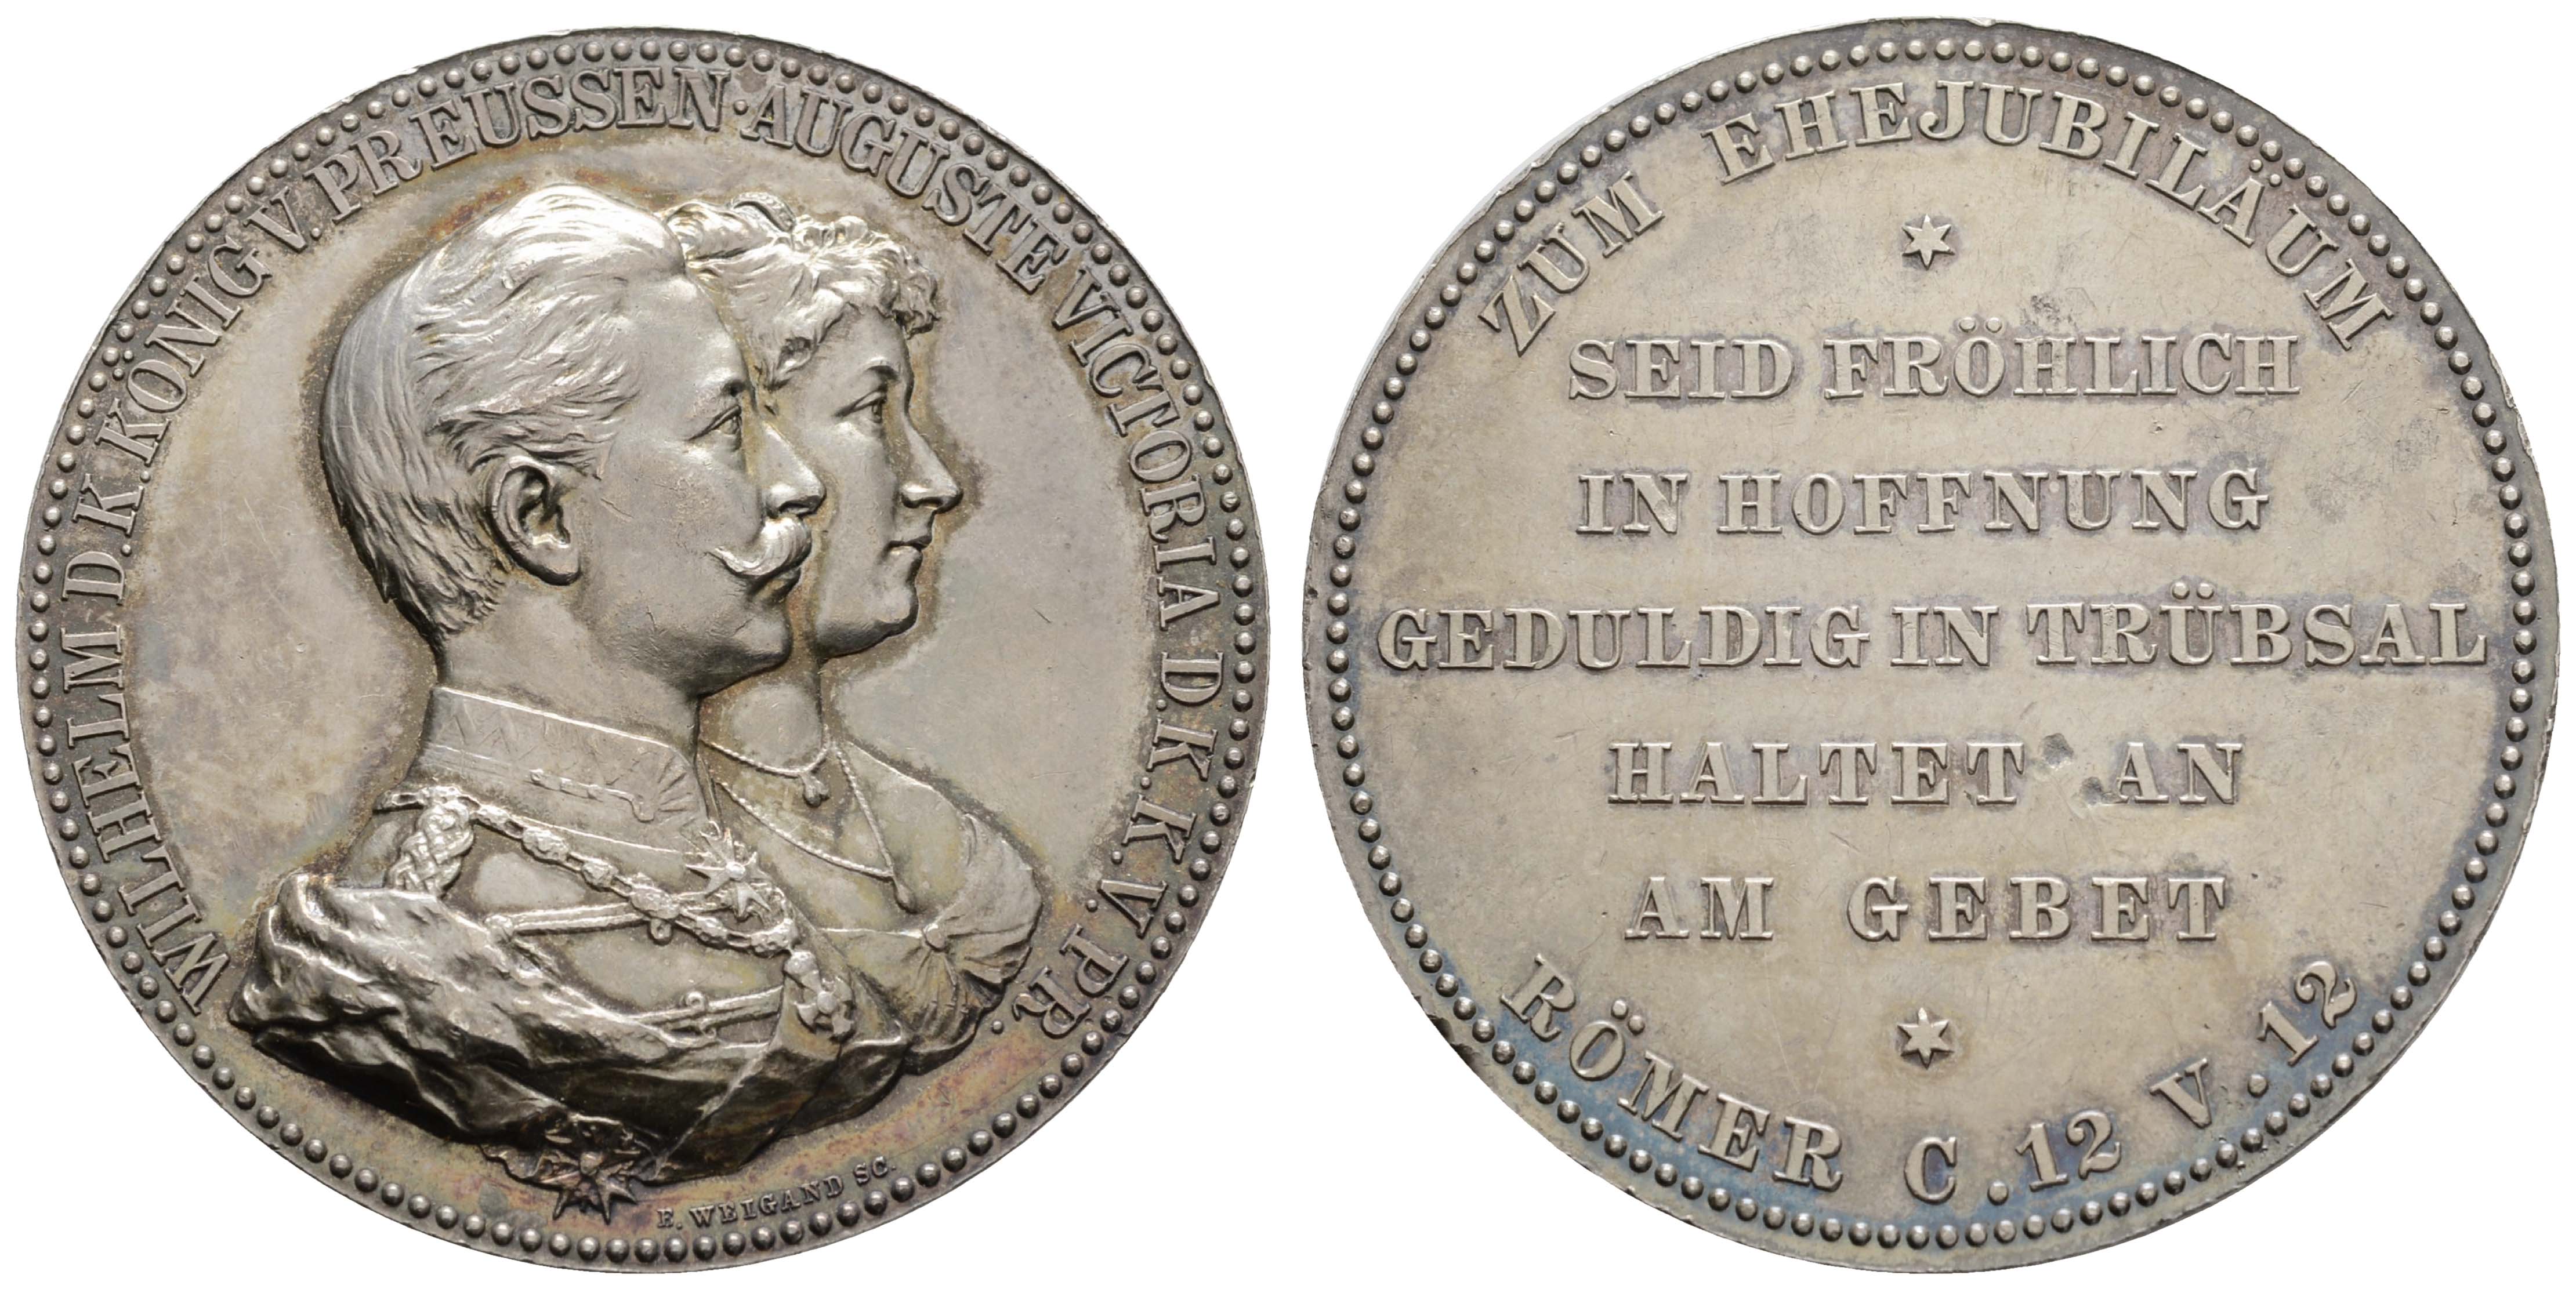 WILHELM D.K.KÖNIG V.PREUSSEN·AUGUSTE VICTORIA D.K.K.V.PR.
E. WEIGAND SC.
ZUM EHEJUBILÄUM
SEID FRÖHLICH
IN HOFFNUNG
GEDULDIG IN TRÜBSAL
HALTET AN
AM GEBET
RÖMER C.12 V.12